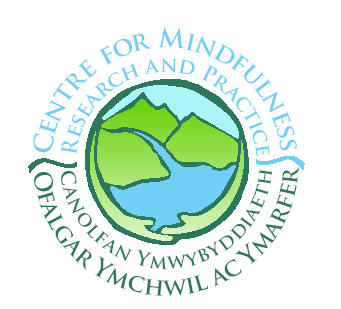 CENTRE FOR MINDFULNESS
RESEARCH AND PRACTICE
CANOLFAN YMWYBYDDIAETH
OFALGAR YMCHWIL AC YMARFER